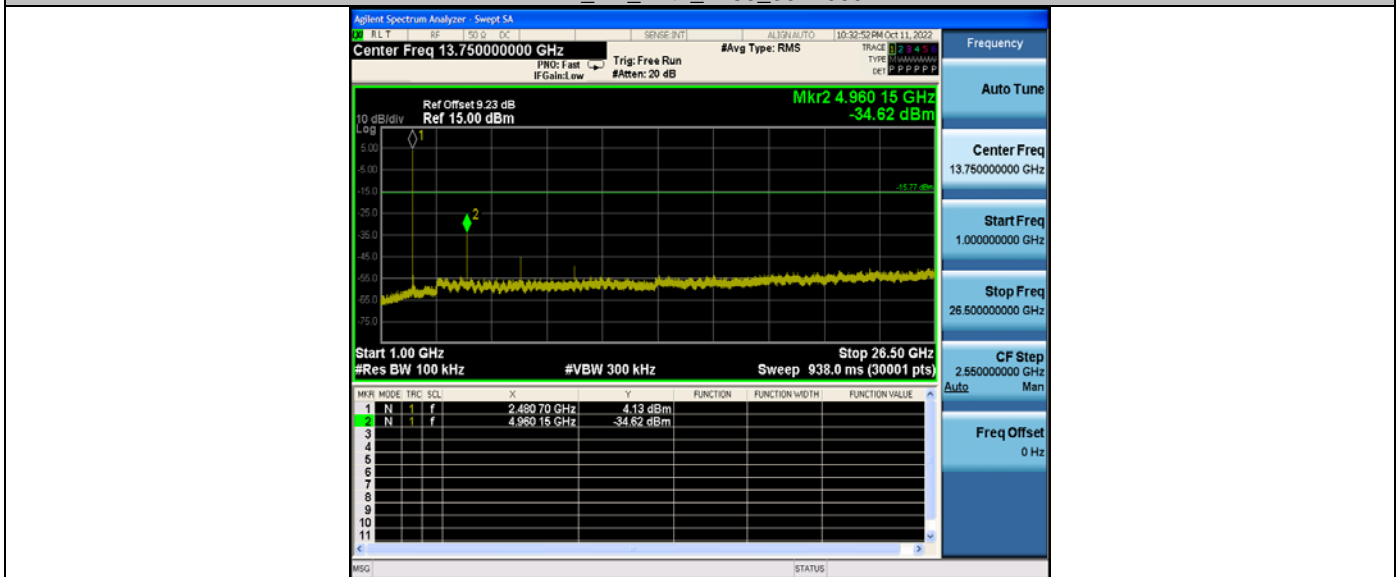 Agilent Spectrum Analyzer - Swept SA
RLT RF 50 Ω DC SENSE:INT ALIGNAUTO 10:32:52 PM Oct 11, 2022
Center Freq 13.750000000 GHz
#Avg Type: RMS
TRACE 1 2 3 4 5 6
PNO: Fast
Trig: Free Run
TYPE
IFGain:Low
#Atten: 20 dB
DET P P P P P P
Mkr2 4.960 15 GHz
-34.62 dBm
Ref Offset 9.23 dB
10 dB/div Ref 15.00 dBm
Log
1
5.00
-5.00
-15.0
-15.77 dBm
-25.0
2
-35.0
-45.0
-55.0
-65.0
-75.0
Start 1.00 GHz Stop 26.50 GHz
#Res BW 100 kHz #VBW 300 kHz Sweep 938.0 ms (30001 pts)
MKR MODE TRC SCL X Y FUNCTION FUNCTION WIDTH FUNCTION VALUE
1 N 1 f 2.480 70 GHz 4.13 dBm
2 N 1 f 4.960 15 GHz -34.62 dBm
3
4
5
6
7
8
9
10
11
MSG STATUS
Frequency
Auto Tune
Center Freq
13.750000000 GHz
Start Freq
1.000000000 GHz
Stop Freq
26.500000000 GHz
CF Step
2.550000000 GHz
Auto Man
Freq Offset
0 Hz